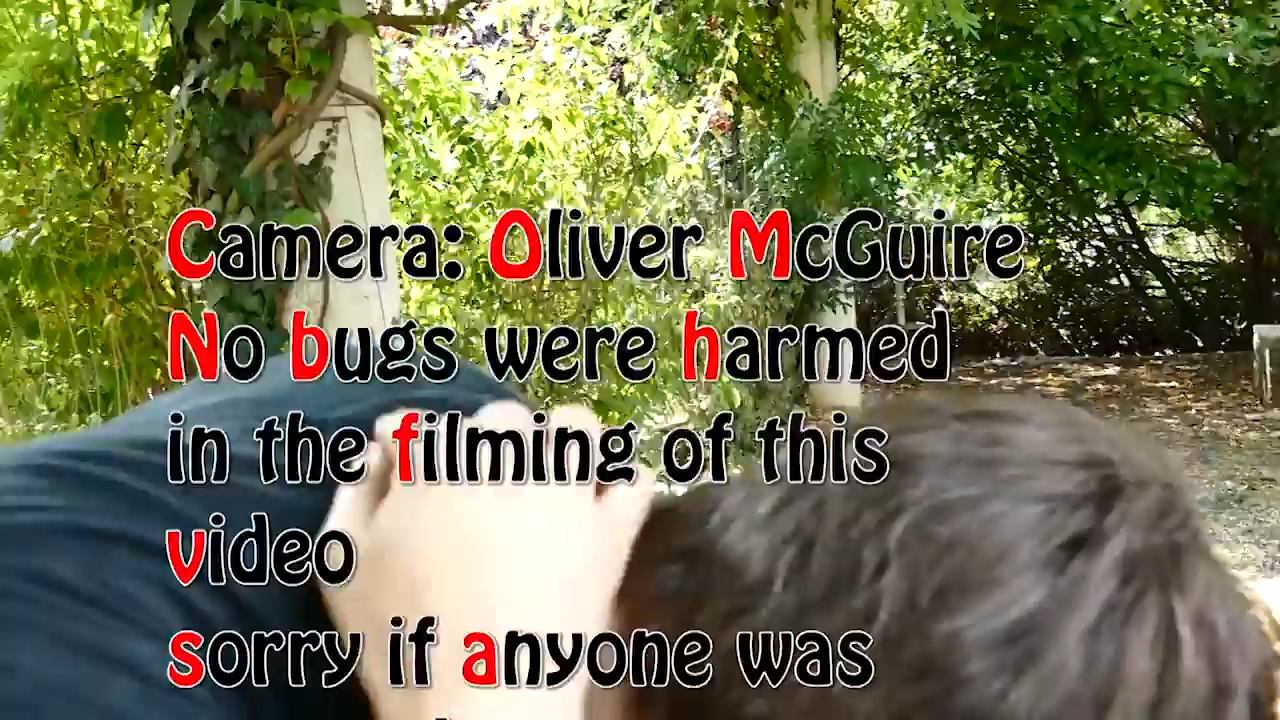 Camera: Oliver McGuire
No bugs were harmed
in the filming of this
video
sorry if anyone was